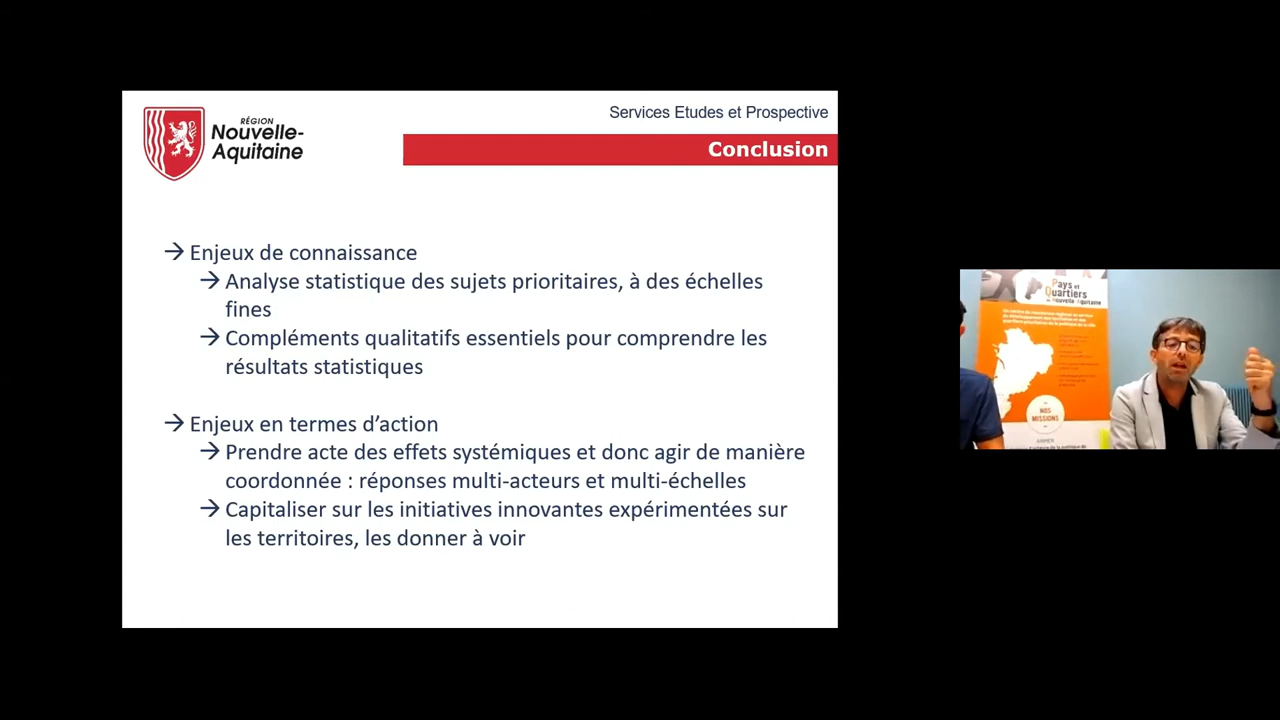 Services Etudes et Prospective
RÉGION
Nouvelle-
Aquitaine
Conclusion
→ Enjeux de connaissance
→ Analyse statistique des sujets prioritaires, à des échelles
fines
→ Compléments qualitatifs essentiels pour comprendre les
résultats statistiques
→ Enjeux en termes d’action
→ Prendre acte des effets systémiques et donc agir de manière
coordonnée : réponses multi-acteurs et multi-échelles
→ Capitaliser sur les initiatives innovantes expérimentées sur
les territoires, les donner à voir
Pays et
Quartiers
de Nouvelle Aquitaine
NOS
MISSIONS